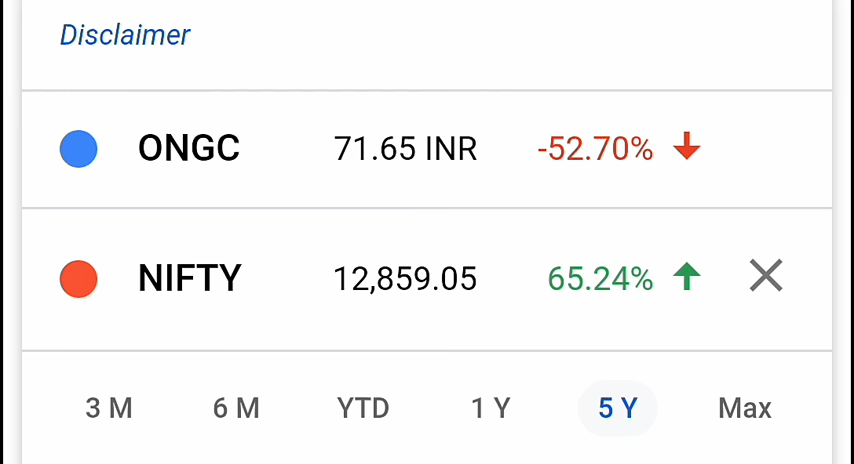 Disclaimer
ONGC 71.65 INR -52.70%
NIFTY 12,859.05 65.24%
3 M 6 M YTD 1 Y 5 Y Max